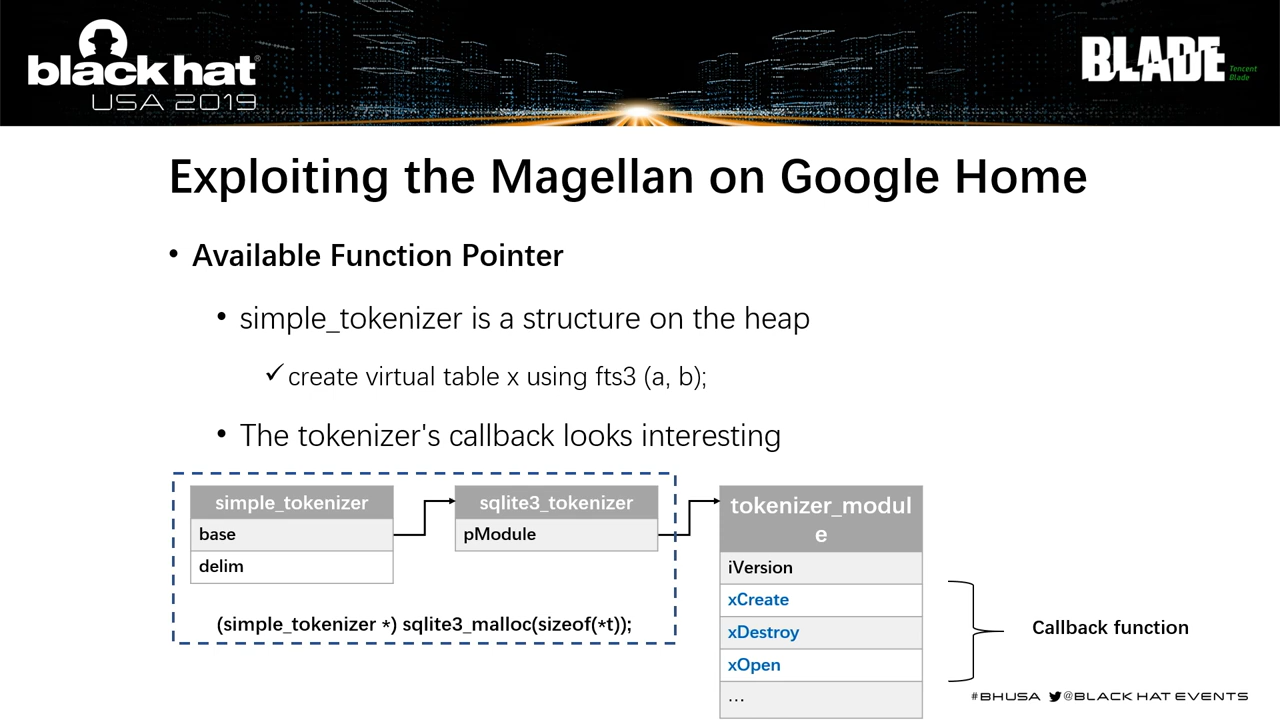 black hat®
USA 2019
BLADE
Tencent
Blade
Exploiting the Magellan on Google Home
• Available Function Pointer
• simple_tokenizer is a structure on the heap
✓ create virtual table x using fts3 (a, b);
• The tokenizer's callback looks interesting
simple_tokenizer
base
delim
sqlite3_tokenizer
pModule
(simple_tokenizer *) sqlite3_malloc(sizeof(*t));
tokenizer_modul
e
iVersion
xCreate
xDestroy
xOpen
...
Callback function
#BHUSA @BLACK HAT EVENTS